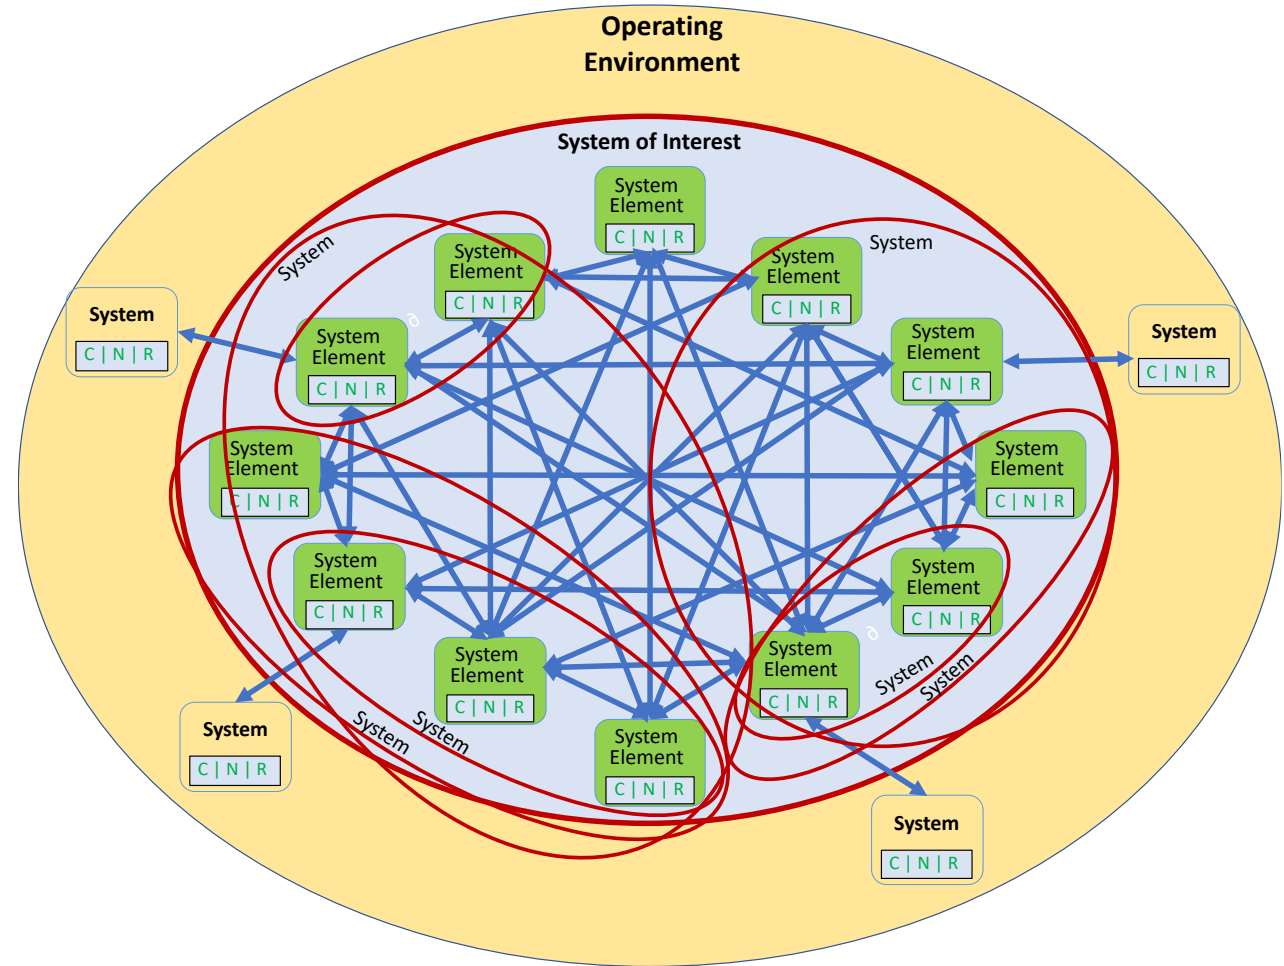 Operating
Environment
System of Interest
System
Element
C | N | R
System
System
Element
C | N | R
System
Element
C | N | R
System
System
C | N | R
System
Element
C | N | R
∂
System
Element
C | N | R
System
C | N | R
System
Element
C | N | R
System
Element
C | N | R
System
Element
C | N | R
System
Element
C | N | R
System
Element
C | N | R
∂
System
Element
C | N | R
System
Element
C | N | R
System
System
System
System
System
Element
C | N | R
System
C | N | R
System
C | N | R